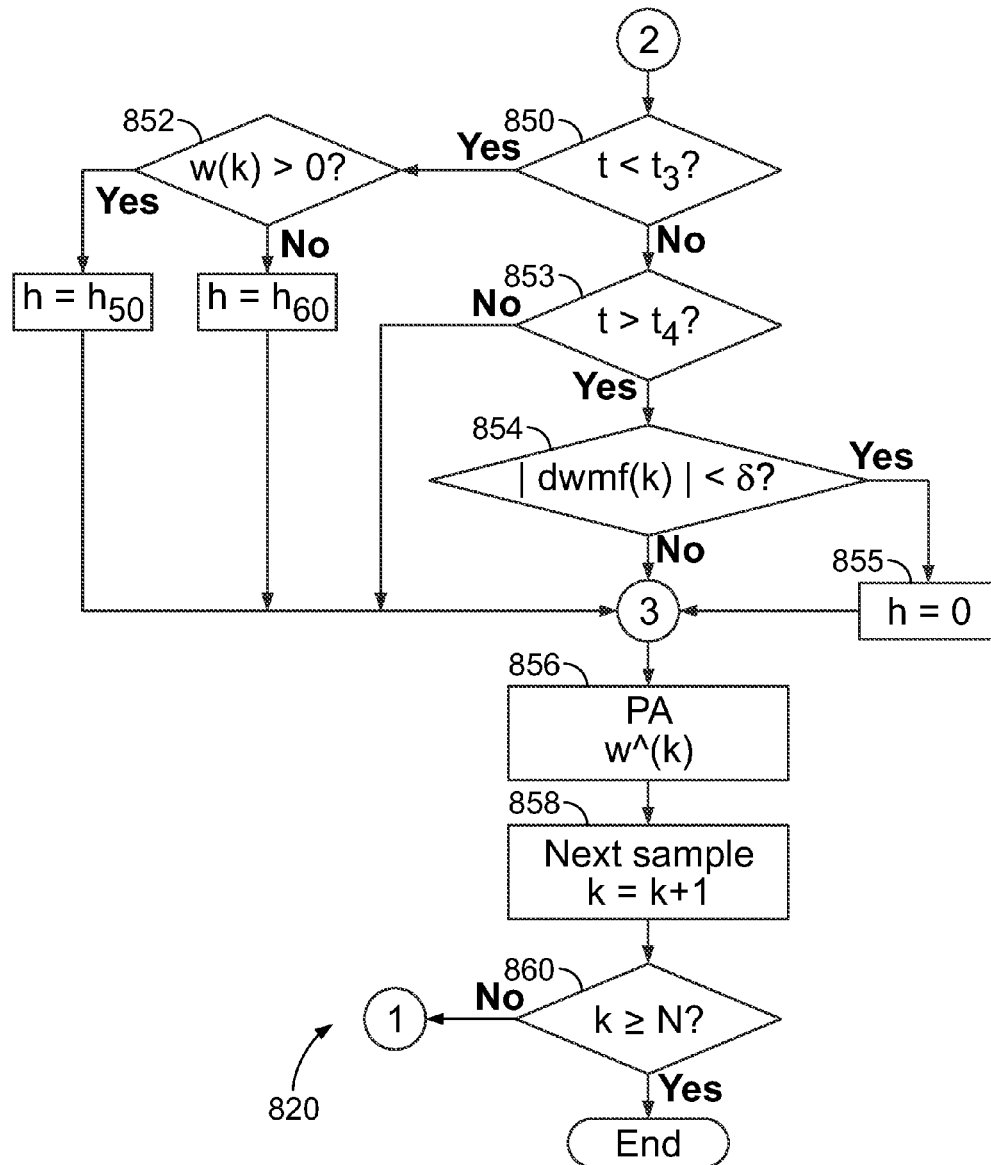 2
850
t < t3?
Yes
No
852
w(k) > 0?
Yes
No
h = h50
h = h60
853
t > t4?
No
Yes
854
| dwmf(k) | < δ?
Yes
No
855
h = 0
3
856
PA
w^(k)
858
Next sample
k = k+1
860
k ≥ N?
No
1
Yes
820
End